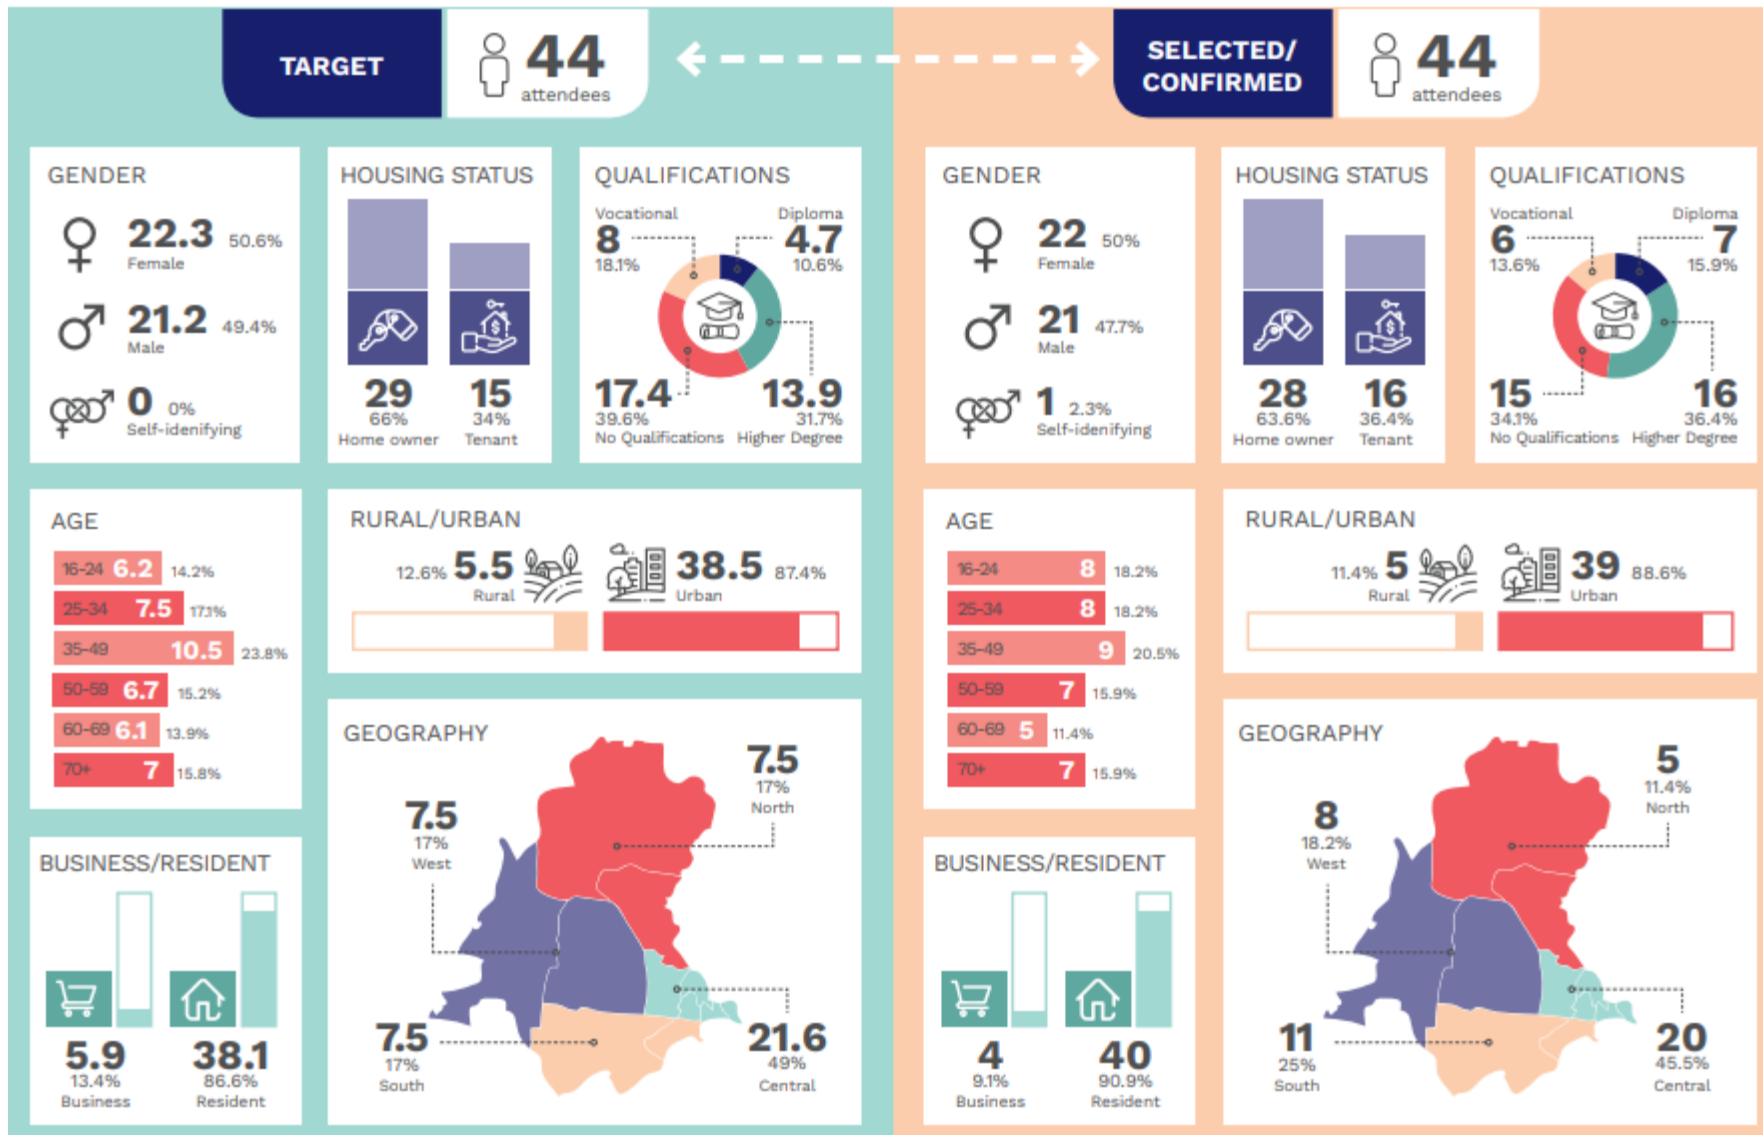 TARGET
44
attendees
SELECTED/
CONFIRMED
44
attendees
GENDER
22.3 50.6%
Female
21.2 49.4%
Male
0 0%
Self-idenifying
HOUSING STATUS
29
66%
Home owner
15
34%
Tenant
QUALIFICATIONS
Vocational
8
18.1%
Diploma
4.7
10.6%
17.4
39.6%
No Qualifications
13.9
31.7%
Higher Degree
AGE
16-24 6.2 14.2%
25-34 7.5 17.1%
35-49 10.5 23.8%
50-59 6.7 15.2%
60-69 6.1 13.9%
70+ 7 15.8%
RURAL/URBAN
12.6% 5.5
Rural
38.5 87.4%
Urban
BUSINESS/RESIDENT
5.9
13.4%
Business
38.1
86.6%
Resident
GEOGRAPHY
7.5
17%
North
7.5
17%
West
7.5
17%
South
21.6
49%
Central
GENDER
22 50%
Female
21 47.7%
Male
1 2.3%
Self-idenifying
HOUSING STATUS
28
63.6%
Home owner
16
36.4%
Tenant
QUALIFICATIONS
Vocational
6
13.6%
Diploma
7
15.9%
15
34.1%
No Qualifications
16
36.4%
Higher Degree
AGE
16-24 8 18.2%
25-34 8 18.2%
35-49 9 20.5%
50-59 7 15.9%
60-69 5 11.4%
70+ 7 15.9%
RURAL/URBAN
11.4% 5
Rural
39 88.6%
Urban
BUSINESS/RESIDENT
4
9.1%
Business
40
90.9%
Resident
GEOGRAPHY
5
11.4%
North
8
18.2%
West
11
25%
South
20
45.5%
Central